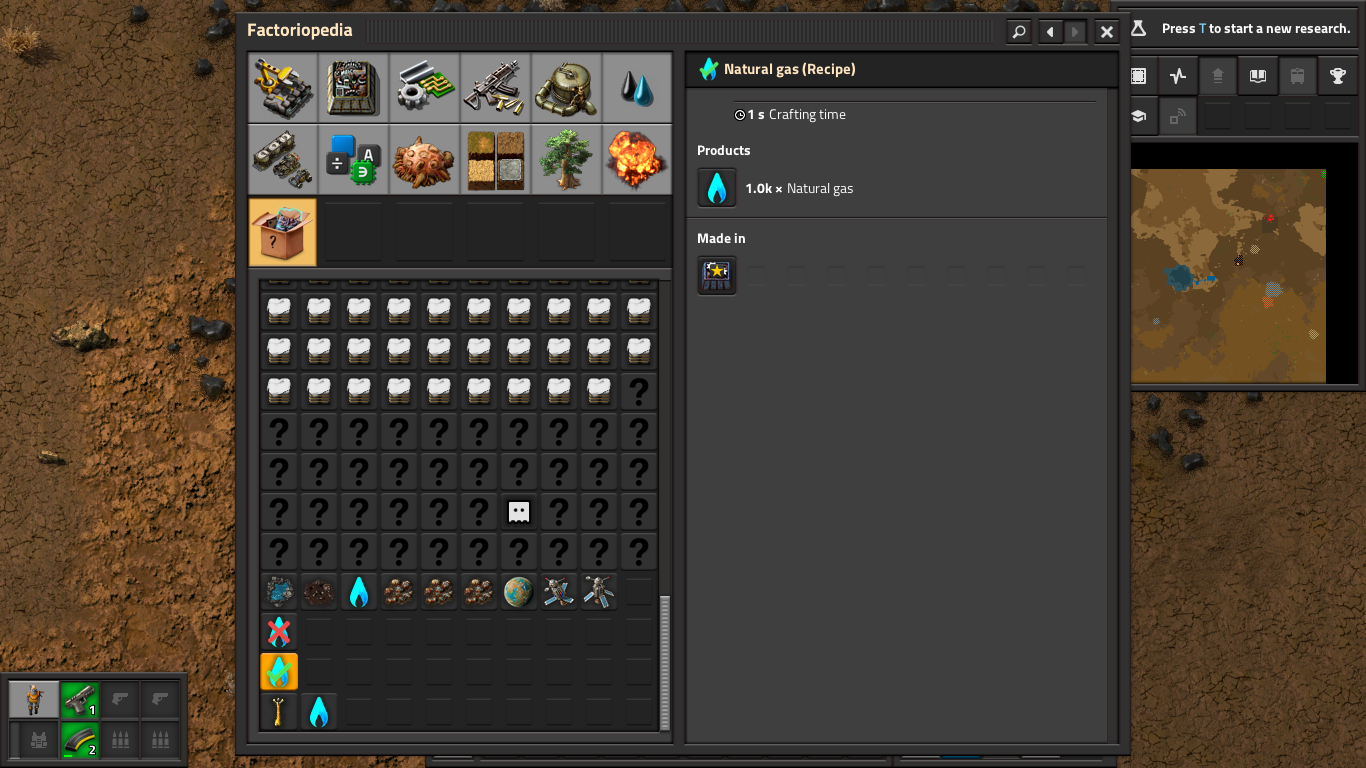 Factoriopedia
Press T to start a new research.
A
?
Natural gas (Recipe)
1 s Crafting time
Products
1.0k × Natural gas
Made in
?
? ? ? ? ? ? ? ? ? ?
? ? ? ? ? ? ? ? ? ?
? ? ? ? ? ? ? ? ?
? ? ? ? ? ? ? ? ? ?
1
2